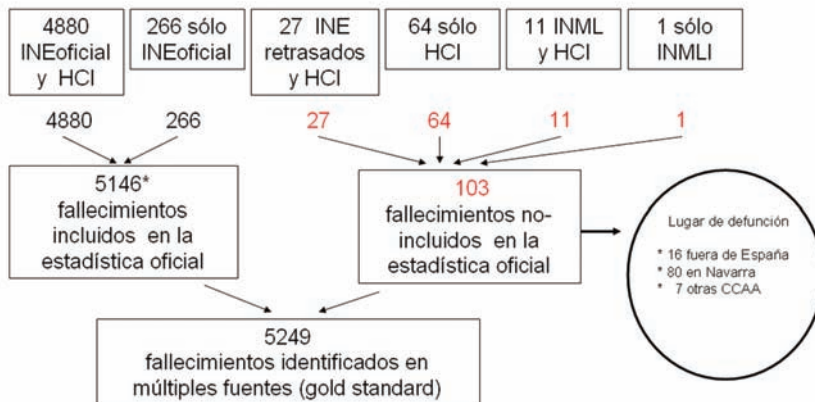 4880
INEoficial
y HCI
266 sólo
INEoficial
27 INE
retrasados
y HCI
64 sólo
HCI
11 INML
y HCI
1 sólo
INMLI
4880
266
27
64
11
1
5146*
fallecimientos
incluidos en la
estadística oficial
103
fallecimientos no-
incluidos en la
estadística oficial
Lugar de defunción
* 16 fuera de España
* 80 en Navarra
* 7 otras CCAA
5249
fallecimientos identificados en
múltiples fuentes (gold standard)